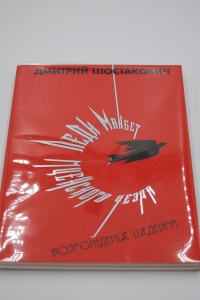 ДМИТРИЙ ШОСТАКОВИЧ
ЛЕДИ МАКБЕТ
МЦЕНСКОГО УЕЗДА
ВОЗРОЖДЕНИЕ ШЕДЕВРА